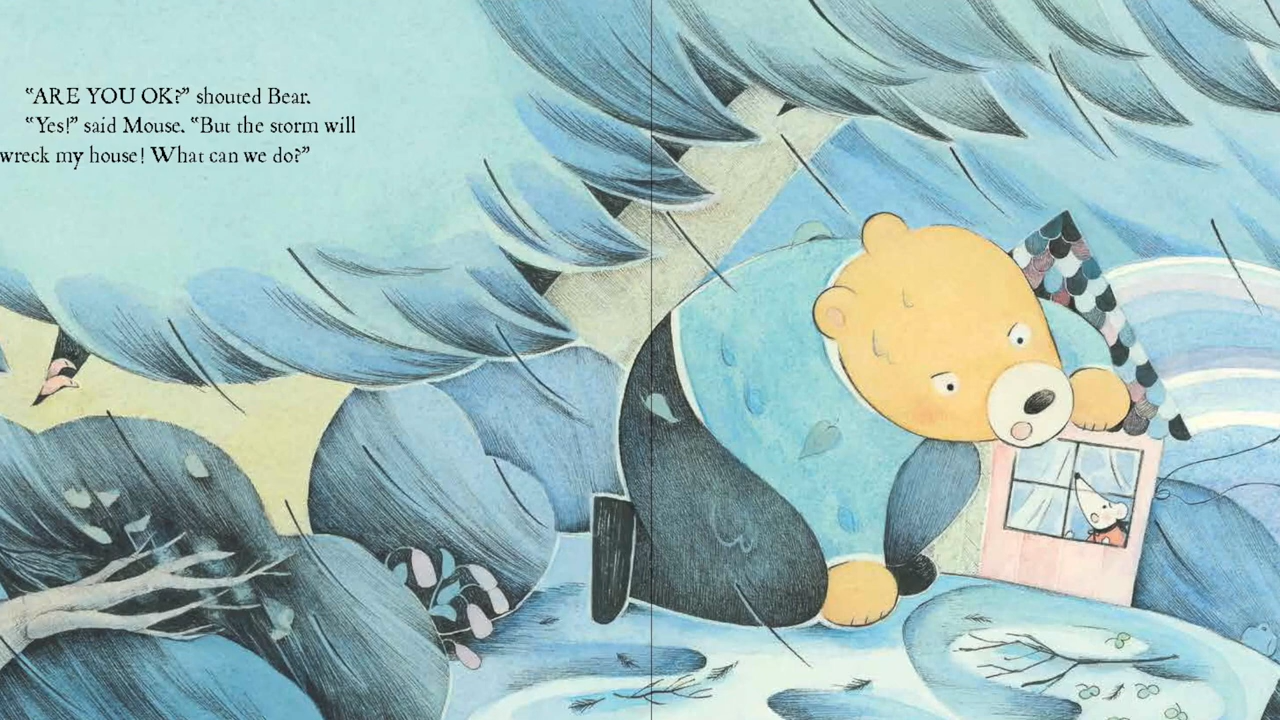 “ARE YOU OK?” shouted Bear.
“Yes!” said Mouse. “But the storm will
wreck my house! What can we do?”